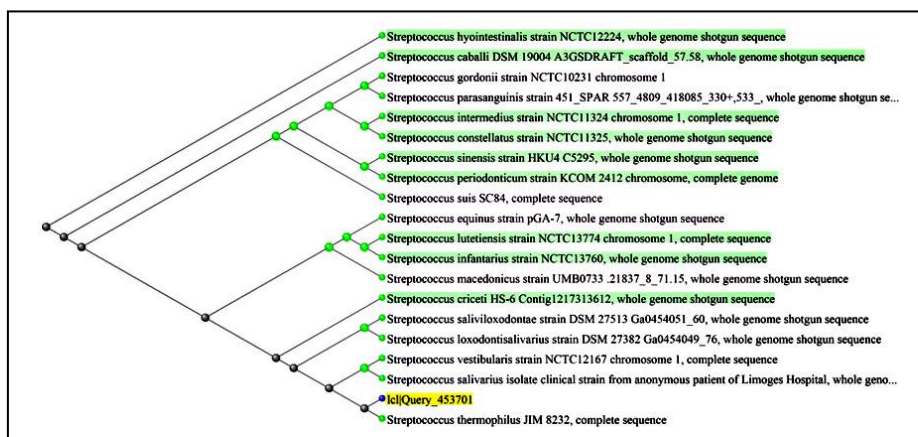 Streptococcus hyointestinalis strain NCTC12224, whole genome shotgun sequence
Streptococcus caballi DSM 19004 A3GSDRAFT_scaffold_57.58, whole genome shotgun sequence
Streptococcus gordonii strain NCTC10231 chromosome 1
Streptococcus parasanguinis strain 451_SPAR 557_4809_418085_330+,533_, whole genome shotgun se...
Streptococcus intermedius strain NCTC11324 chromosome 1, complete sequence
Streptococcus constellatus strain NCTC11325, whole genome shotgun sequence
Streptococcus sinensis strain HKU4 C5295, whole genome shotgun sequence
Streptococcus periodonticum strain KCOM 2412 chromosome, complete genome
Streptococcus suis SC84, complete sequence
Streptococcus equinus strain pGA-7, whole genome shotgun sequence
Streptococcus lutetiensis strain NCTC13774 chromosome 1, complete sequence
Streptococcus infantarius strain NCTC13760, whole genome shotgun sequence
Streptococcus macedonicus strain UMB0733 .21837_8_71.15, whole genome shotgun sequence
Streptococcus criceti HS-6 Contig1217313612, whole genome shotgun sequence
Streptococcus saliviloxodontae strain DSM 27513 Ga0454051_60, whole genome shotgun sequence
Streptococcus loxodontisalivarius strain DSM 27382 Ga0454049_76, whole genome shotgun sequence
Streptococcus vestibularis strain NCTC12167 chromosome 1, complete sequence
Streptococcus salivarius isolate clinical strain from anonymous patient of Limoges Hospital, whole geno...
lcl|Query_453701
Streptococcus thermophilus JIM 8232, complete sequence